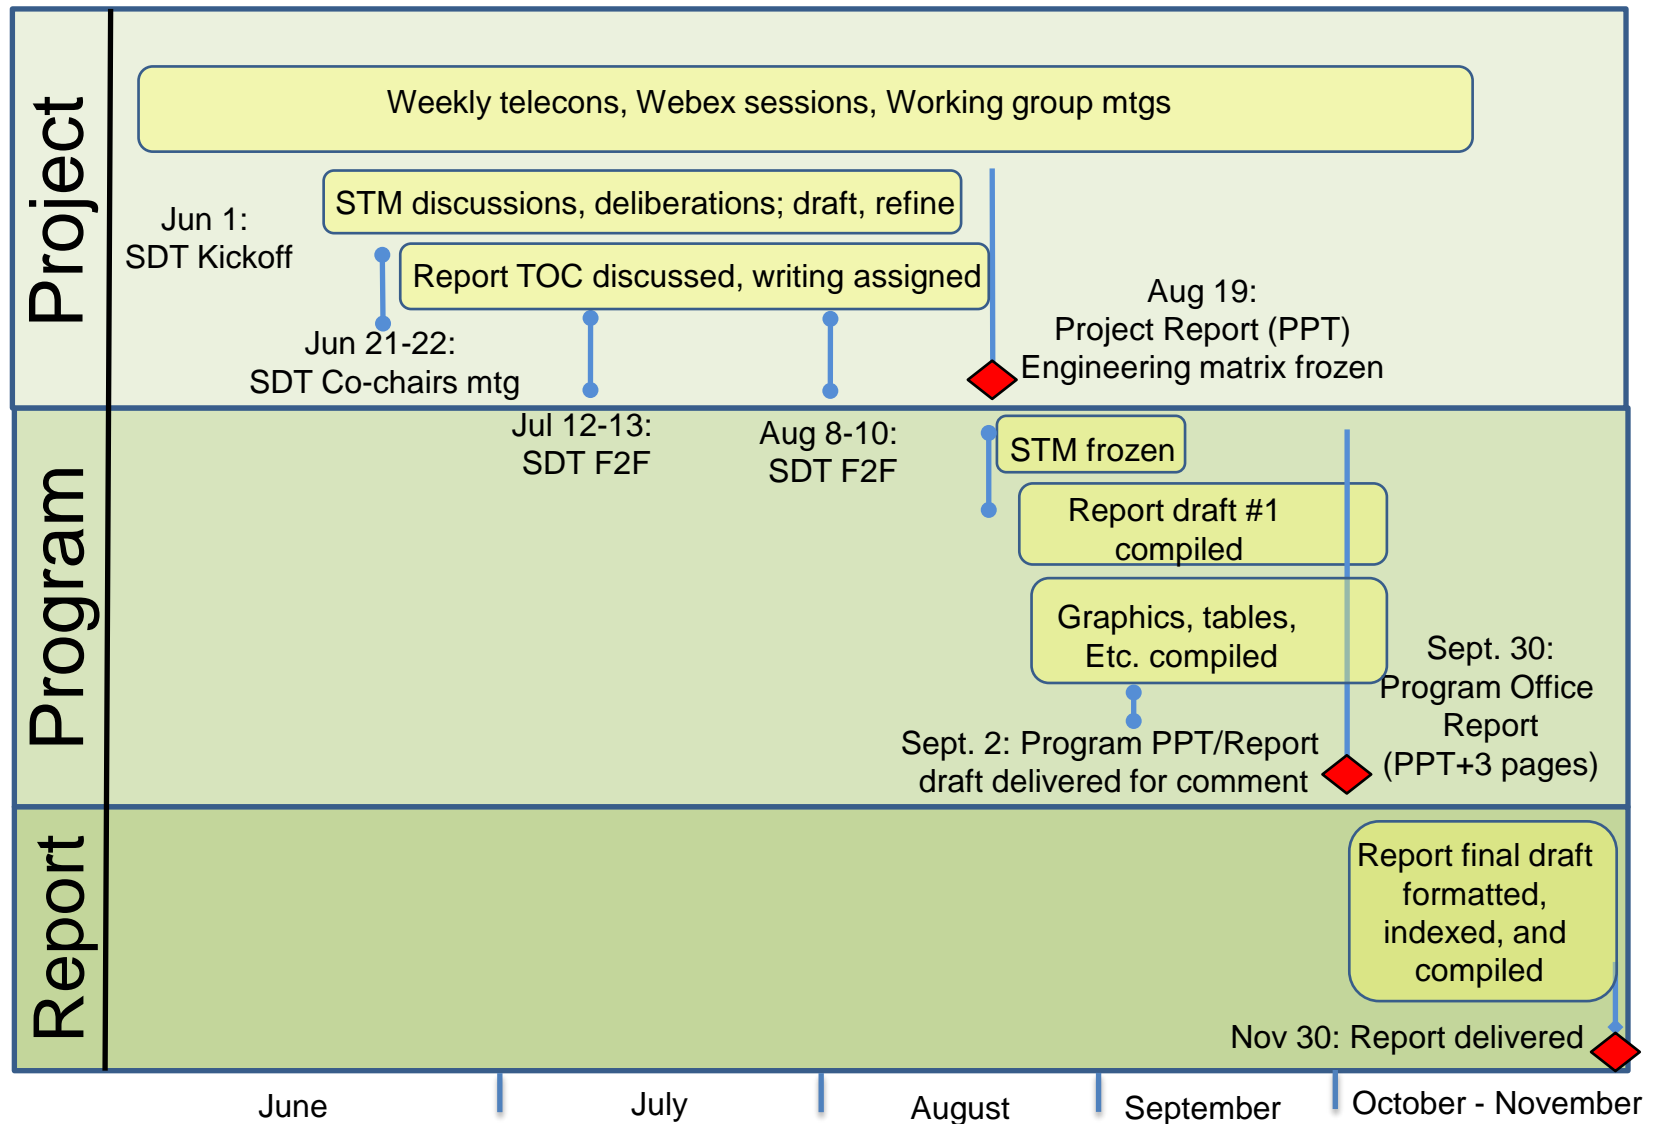 Project
Weekly telecons, Webex sessions, Working group mtgs
STM discussions, deliberations; draft, refine
Jun 1:
SDT Kickoff
Report TOC discussed, writing assigned
Jun 21-22:
SDT Co-chairs mtg
Aug 19:
Project Report (PPT)
Engineering matrix frozen
Program
Jul 12-13:
SDT F2F
Aug 8-10:
SDT F2F
STM frozen
Report draft #1
compiled
Graphics, tables,
Etc. compiled
Sept. 2: Program PPT/Report
draft delivered for comment
Sept. 30:
Program Office
Report
(PPT+3 pages)
Report
Report final draft
formatted,
indexed, and
compiled
Nov 30: Report delivered
June
July
August
September
October - November